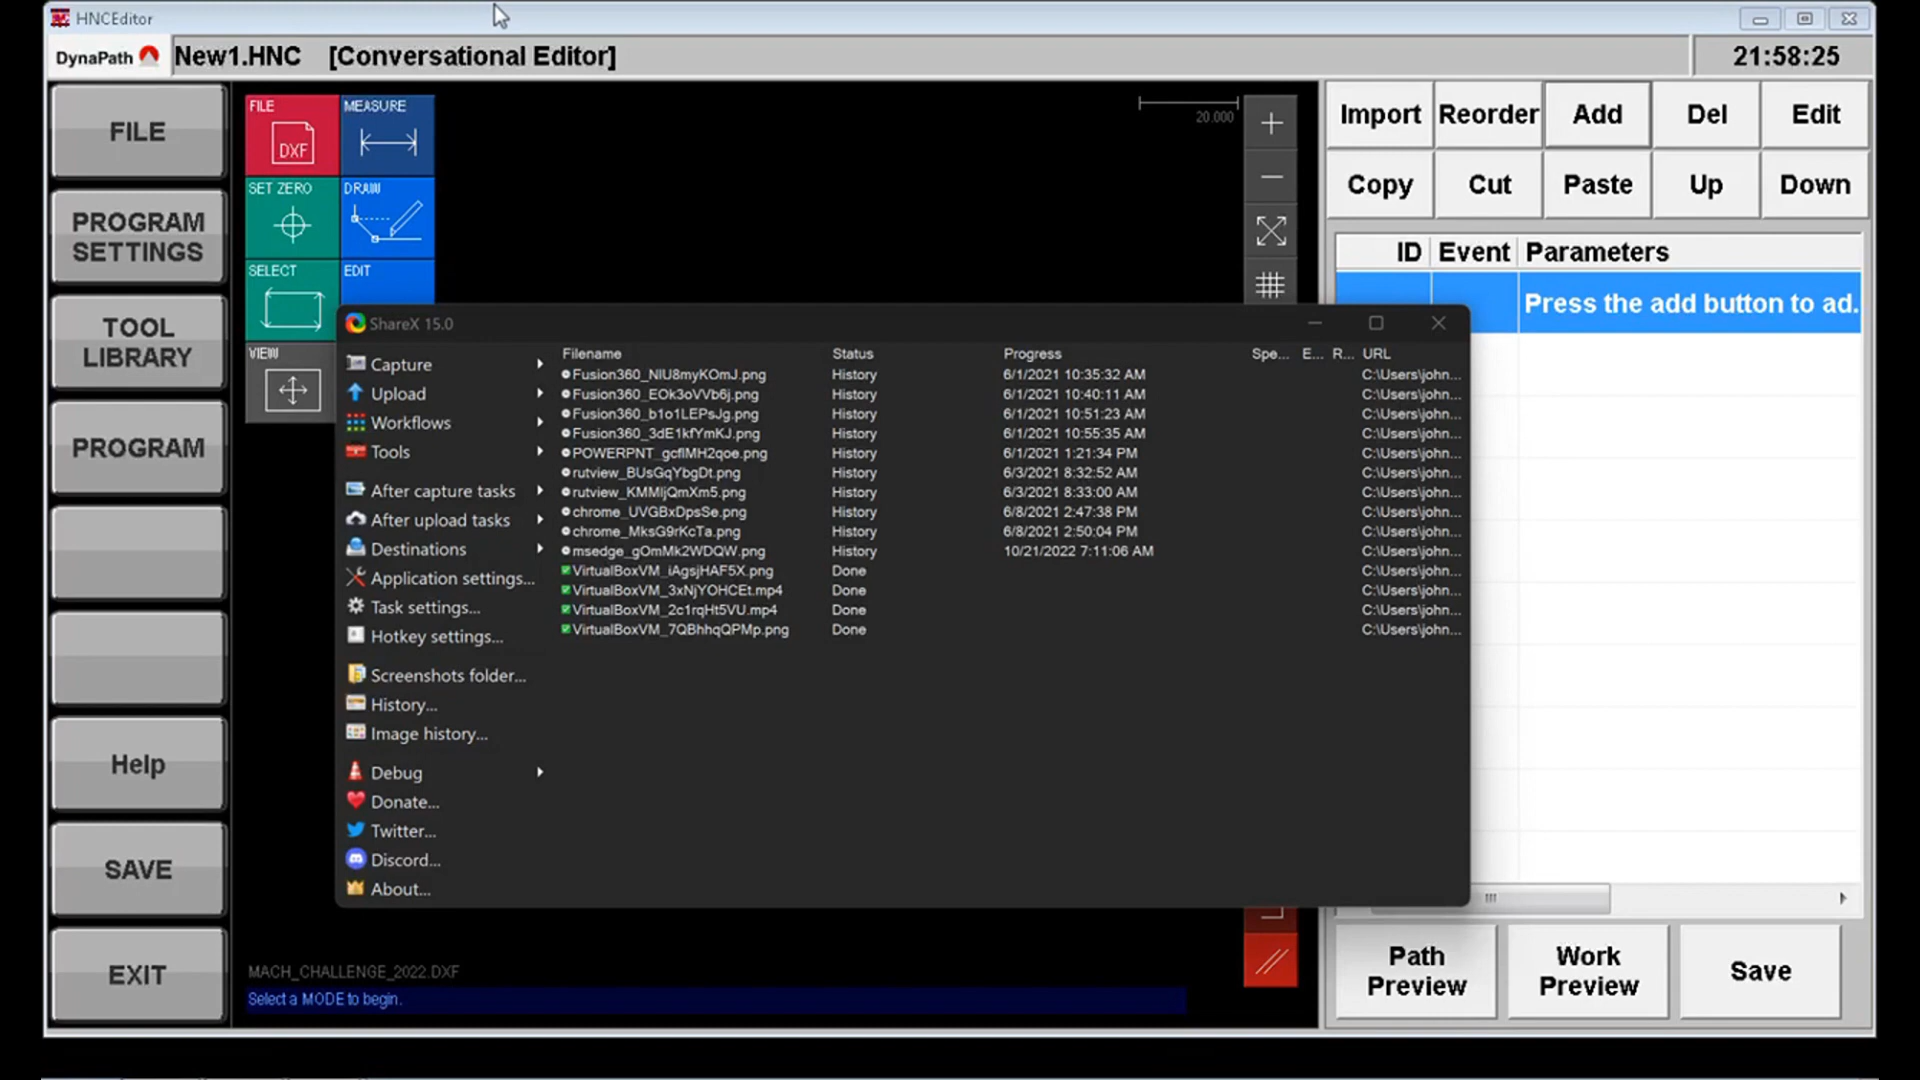 HNCEditor
DynaPath New1.HNC [Conversational Editor] 21:58:25
FILE
PROGRAM SETTINGS
TOOL LIBRARY
PROGRAM
Help
SAVE
EXIT
FILE MEASURE
DXF
SET ZERO DRAW
SELECT EDIT
VIEW
20.000
Import Reorder Add Del Edit
Copy Cut Paste Up Down
ID Event Parameters
Press the add button to ad.
ShareX 15.0
Capture
Upload
Workflows
Tools
After capture tasks
After upload tasks
Destinations
Application settings...
Task settings...
Hotkey settings...
Screenshots folder...
History...
Image history...
Debug
Donate...
Twitter...
Discord...
About...
Filename Status Progress Spe... E... R... URL
Fusion360_NIU8myKOmJ.png History 6/1/2021 10:35:32 AM C:\Users\john...
Fusion360_EOk3oVVb6j.png History 6/1/2021 10:40:11 AM C:\Users\john...
Fusion360_b1o1LEPsJg.png History 6/1/2021 10:51:23 AM C:\Users\john...
Fusion360_3dE1kfYmKJ.png History 6/1/2021 10:55:35 AM C:\Users\john...
POWERPNT_gcflMH2qoe.png History 6/1/2021 1:21:34 PM C:\Users\john...
rutview_BUsGqYbgDt.png History 6/3/2021 8:32:52 AM C:\Users\john...
rutview_KMMljQmXm5.png History 6/3/2021 8:33:00 AM C:\Users\john...
chrome_UVGBxDpsSe.png History 6/8/2021 2:47:38 PM C:\Users\john...
chrome_MksG9rKcTa.png History 6/8/2021 2:50:04 PM C:\Users\john...
msedge_gOmMk2WDQW.png History 10/21/2022 7:11:06 AM C:\Users\john...
VirtualBoxVM_iAgsjHAF5X.png Done C:\Users\john...
VirtualBoxVM_3xNjYOHCEt.mp4 Done C:\Users\john...
VirtualBoxVM_2c1rqHt5VU.mp4 Done C:\Users\john...
VirtualBoxVM_7QBhhqQPMp.png Done C:\Users\john...
MACH_CHALLENGE_2022.DXF
Select a MODE to begin.
Path Preview
Work Preview
Save